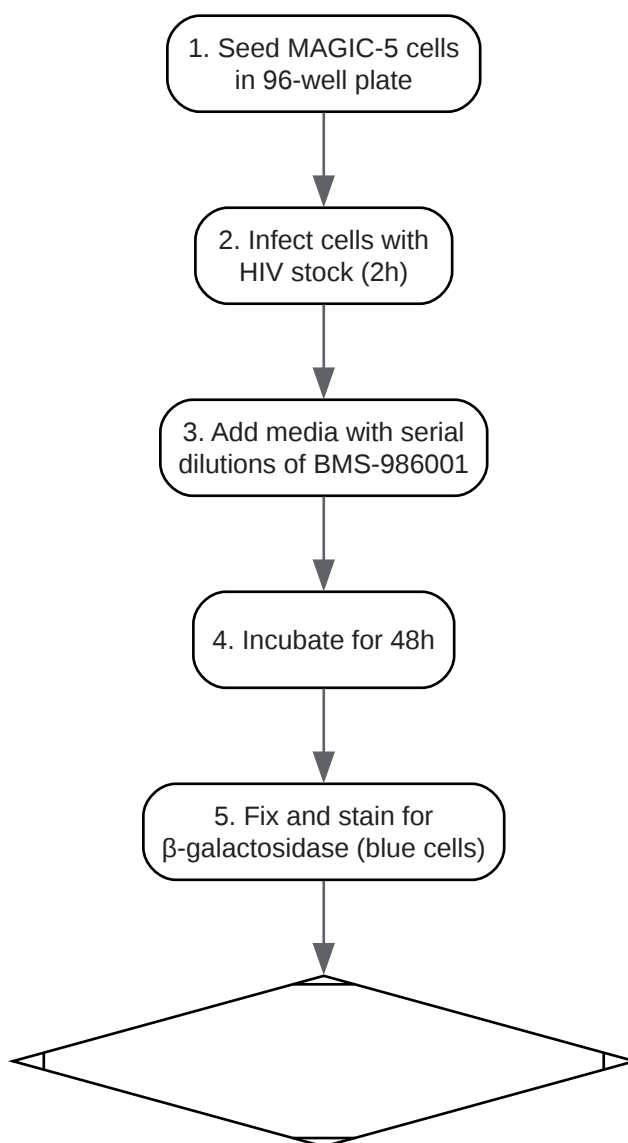 1. Seed MAGIC-5 cells
in 96-well plate
2. Infect cells with
HIV stock (2h)
3. Add media with serial
dilutions of BMS-986001
4. Incubate for 48h
5. Fix and stain for
β-galactosidase (blue cells)